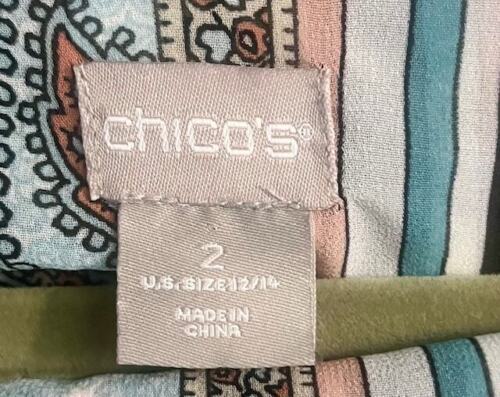 chico's®
2
U.S. SIZE 12/14
MADE IN
CHINA